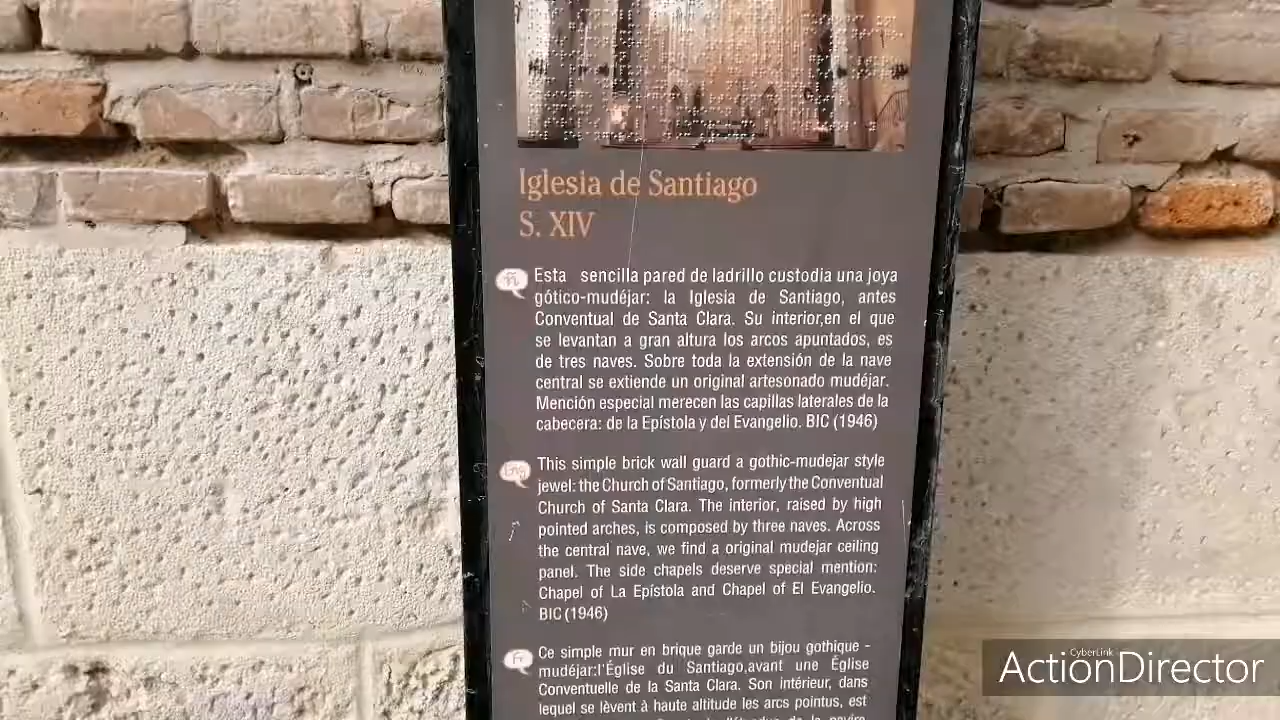 Iglesia de Santiago
S. XIV
ñ
Esta sencilla pared de ladrillo custodia una joya
gótico-mudéjar: la Iglesia de Santiago, antes
Conventual de Santa Clara. Su interior,en el que
se levantan a gran altura los arcos apuntados, es
de tres naves. Sobre toda la extensión de la nave
central se extiende un original artesonado mudéjar.
Mención especial merecen las capillas laterales de la
cabecera: de la Epístola y del Evangelio. BIC (1946)
Eng
This simple brick wall guard a gothic-mudejar style
jewel: the Church of Santiago, formerly the Conventual
Church of Santa Clara. The interior, raised by high
pointed arches, is composed by three naves. Across
the central nave, we find a original mudejar ceiling
panel. The side chapels deserve special mention:
Chapel of La Epístola and Chapel of El Evangelio.
BIC (1946)
Fr
Ce simple mur en brique garde un bijou gothique -
mudéjar:l'Église du Santiago,avant une Église
Conventuelle de la Santa Clara. Son intérieur, dans
lequel se lèvent à haute altitude les arcs pointus, est
CyberLink
ActionDirector